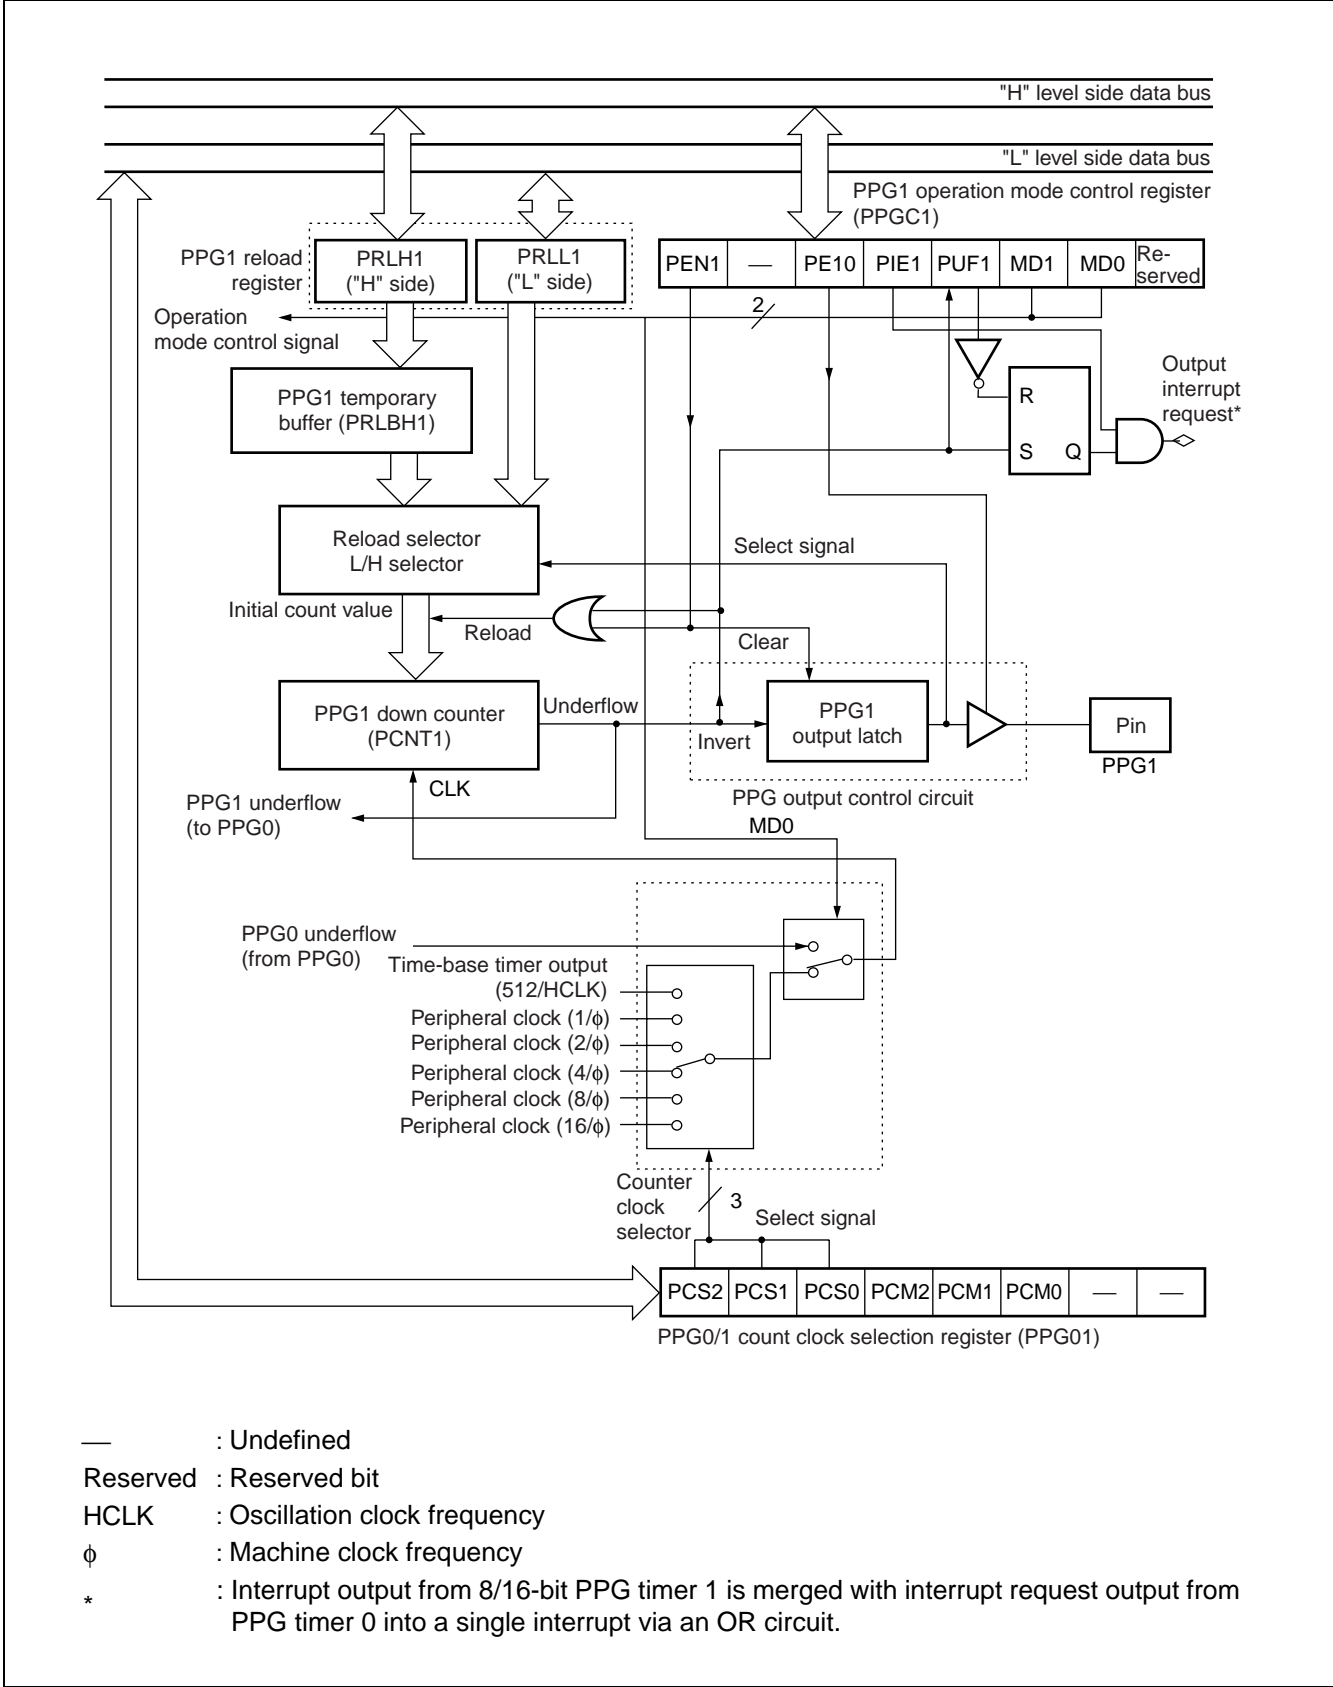 "H" level side data bus
"L" level side data bus
PPG1 operation mode control register
(PPGC1)
PPG1 reload
register
PRLH1
("H" side)
PRLL1
("L" side)
PEN1
—
PE10
PIE1
PUF1
MD1
MD0
Re-
served
2
Operation
mode control signal
PPG1 temporary
buffer (PRLBH1)
R
S
Q
Output
interrupt
request*
Reload selector
L/H selector
Select signal
Initial count value
Reload
Clear
PPG1 down counter
(PCNT1)
Underflow
Invert
PPG1
output latch
Pin
PPG1
CLK
PPG output control circuit
PPG1 underflow
(to PPG0)
MD0
PPG0 underflow
(from PPG0)
Time-base timer output
(512/HCLK)
Peripheral clock (1/ϕ)
Peripheral clock (2/ϕ)
Peripheral clock (4/ϕ)
Peripheral clock (8/ϕ)
Peripheral clock (16/ϕ)
Counter
clock
selector
3
Select signal
PCS2
PCS1
PCS0
PCM2
PCM1
PCM0
—
—
PPG0/1 count clock selection register (PPG01)
— : Undefined
Reserved : Reserved bit
HCLK : Oscillation clock frequency
ϕ : Machine clock frequency
* : Interrupt output from 8/16-bit PPG timer 1 is merged with interrupt request output from
PPG timer 0 into a single interrupt via an OR circuit.